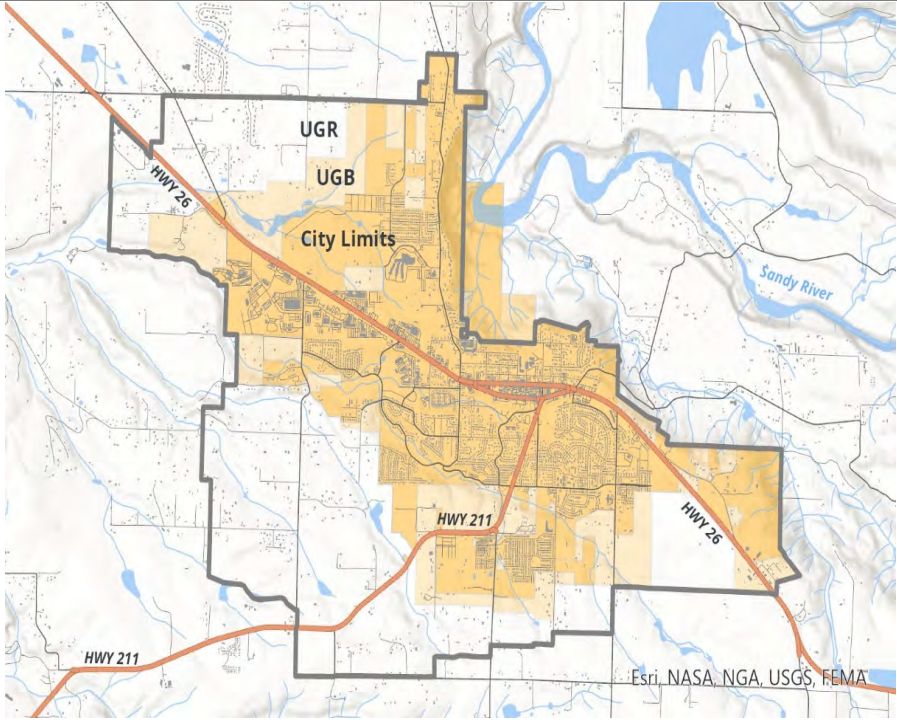 UGR
UGB
HWY 26
City Limits
Sandy River
HWY 211
HWY 26
HWY 211
Esri, NASA, NGA, USGS, FEMA